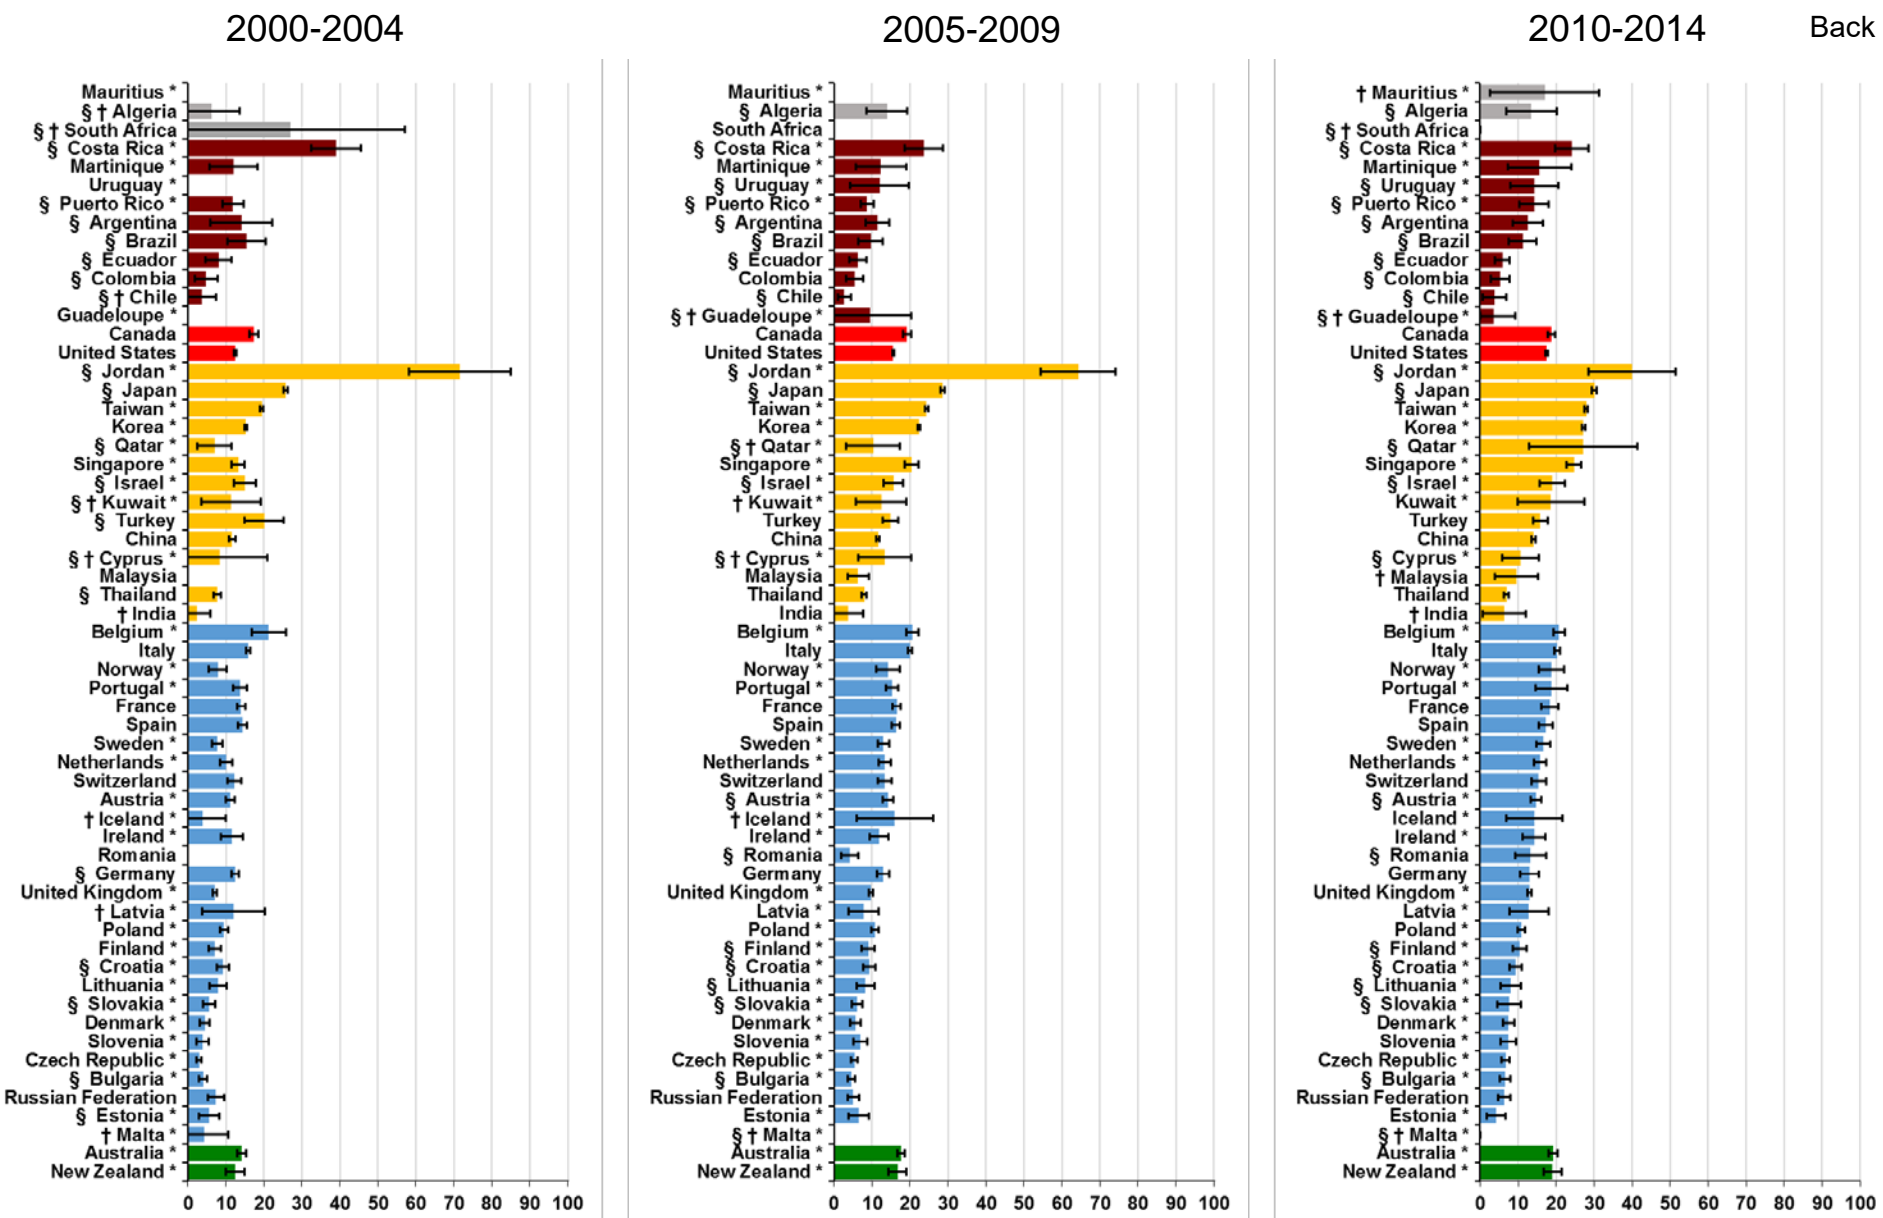 2000-2004
Mauritius *
§ † Algeria
§ † South Africa
§ Costa Rica *
Martinique *
Uruguay *
§ Puerto Rico *
§ Argentina
§ Brazil
§ Ecuador
§ Colombia
§ † Chile
Guadeloupe *
Canada
United States
§ Jordan *
§ Japan
Taiwan *
Korea *
§ Qatar *
Singapore *
§ Israel *
§ † Kuwait *
§ Turkey
China
§ † Cyprus *
Malaysia
§ Thailand
† India
Belgium *
Italy
Norway *
Portugal *
France
Spain
Sweden *
Netherlands *
Switzerland
Austria *
† Iceland *
Ireland *
Romania
§ Germany
United Kingdom *
† Latvia *
Poland *
Finland *
§ Croatia *
Lithuania *
§ Slovakia *
Denmark *
Slovenia *
Czech Republic *
§ Bulgaria *
Russian Federation
§ Estonia *
† Malta *
Australia *
New Zealand *
0 10 20 30 40 50 60 70 80 90 100
2005-2009
Mauritius *
§ Algeria
South Africa
§ Costa Rica *
Martinique *
§ Uruguay *
§ Puerto Rico *
§ Argentina
§ Brazil
§ Ecuador
Colombia
§ Chile
§ † Guadeloupe *
Canada
United States
§ Jordan *
§ Japan
Taiwan *
Korea *
§ † Qatar *
Singapore *
§ Israel *
† Kuwait *
Turkey
China
§ † Cyprus *
Malaysia
Thailand
India
Belgium *
Italy
Norway *
Portugal *
France
Spain
Sweden *
Netherlands *
Switzerland
§ Austria *
† Iceland *
Ireland *
§ Romania
Germany
United Kingdom *
Latvia *
Poland *
§ Finland *
§ Croatia *
§ Lithuania *
§ Slovakia *
Denmark *
Slovenia *
Czech Republic *
§ Bulgaria *
Russian Federation
Estonia *
§ † Malta *
Australia *
New Zealand *
0 10 20 30 40 50 60 70 80 90 100
2010-2014
Back
† Mauritius *
§ Algeria
§ † South Africa
§ Costa Rica *
Martinique *
§ Uruguay *
§ Puerto Rico *
§ Argentina
§ Brazil
§ Ecuador
§ Colombia
§ Chile
§ † Guadeloupe *
Canada
United States
§ Jordan *
§ Japan
Taiwan *
Korea *
§ Qatar *
Singapore *
§ Israel *
Kuwait *
Turkey
China
§ Cyprus *
† Malaysia
Thailand
† India
Belgium *
Italy
Norway *
Portugal *
France
Spain
Sweden *
Netherlands *
Switzerland
§ Austria *
Iceland *
Ireland *
§ Romania
Germany
United Kingdom *
Latvia *
Poland *
§ Finland *
§ Croatia *
§ Lithuania *
§ Slovakia *
Denmark *
Slovenia *
Czech Republic *
§ Bulgaria *
Russian Federation
Estonia *
§ † Malta *
Australia *
New Zealand *
0 10 20 30 40 50 60 70 80 90 100